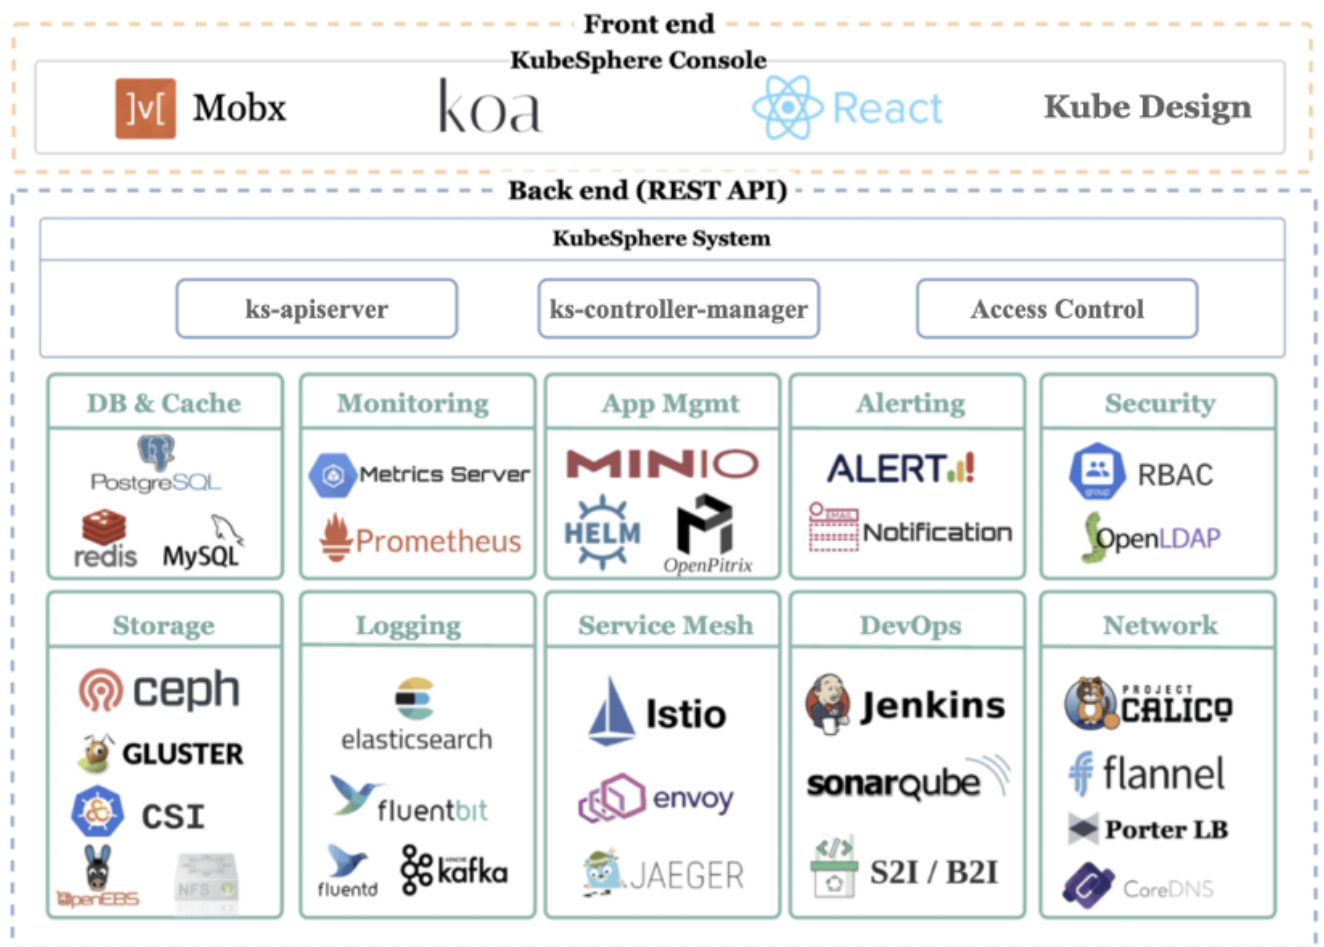 Front end
KubeSphere Console
]v[ Mobx
koa
React
Kube Design
Back end (REST API)
KubeSphere System
ks-apiserver
ks-controller-manager
Access Control
DB & Cache
PostgreSQL
redis
MySQL
Monitoring
Metrics Server
Prometheus
App Mgmt
MINIO
HELM
OpenPitrix
Alerting
ALERT
EMAIL
Notification
Security
group
RBAC
OpenLDAP
Storage
ceph
GLUSTER
CSI
OpenEBS
NFS
Logging
elasticsearch
fluentbit
fluentd
APACHE
kafka
Service Mesh
Istio
envoy
JAEGER
DevOps
Jenkins
sonarqube
</>
S2I / B2I
Network
PROJECT
CALICO
flannel
Porter LB
CoreDNS